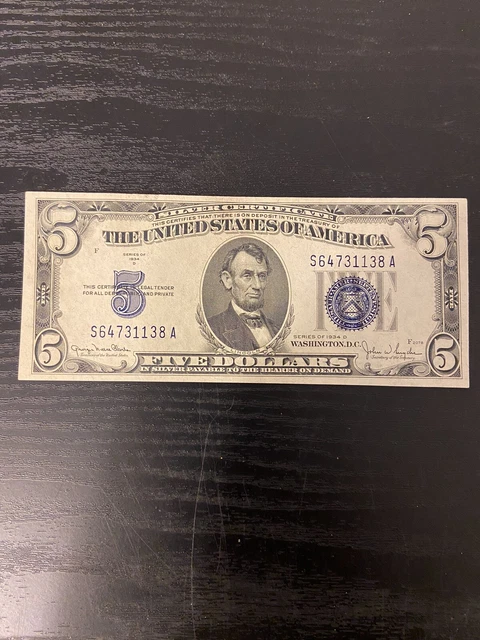 5
SILVER CERTIFICATE
5
THIS CERTIFIES THAT THERE IS ON DEPOSIT IN THE TREASURY OF
THE UNITED STATES OF AMERICA
F
SERIES OF
1934
D
S64731138 A
THIS CERTIFICATE IS LEGAL TENDER
FOR ALL DEBTS PUBLIC AND PRIVATE
5
FIVE
S64731138 A
SERIES OF 1934 D
WASHINGTON, D.C.
F
5
FIVE DOLLARS
5
IN SILVER PAYABLE TO THE BEARER ON DEMAND